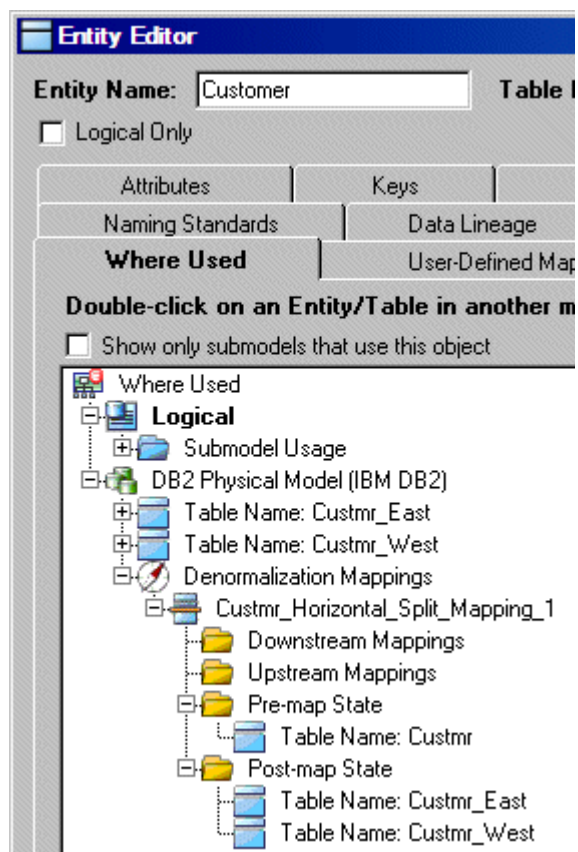 Entity Editor
Entity Name: Customer Table
Logical Only
Attributes Keys
Naming Standards Data Lineage
Where Used User-Defined Map
Double-click on an Entity/Table in another m
Show only submodels that use this object
Where Used
Logical
Submodel Usage
DB2 Physical Model (IBM DB2)
Table Name: Custmr_East
Table Name: Custmr_West
Denormalization Mappings
Custmr_Horizontal_Split_Mapping_1
Downstream Mappings
Upstream Mappings
Pre-map State
Table Name: Custmr
Post-map State
Table Name: Custmr_East
Table Name: Custmr_West